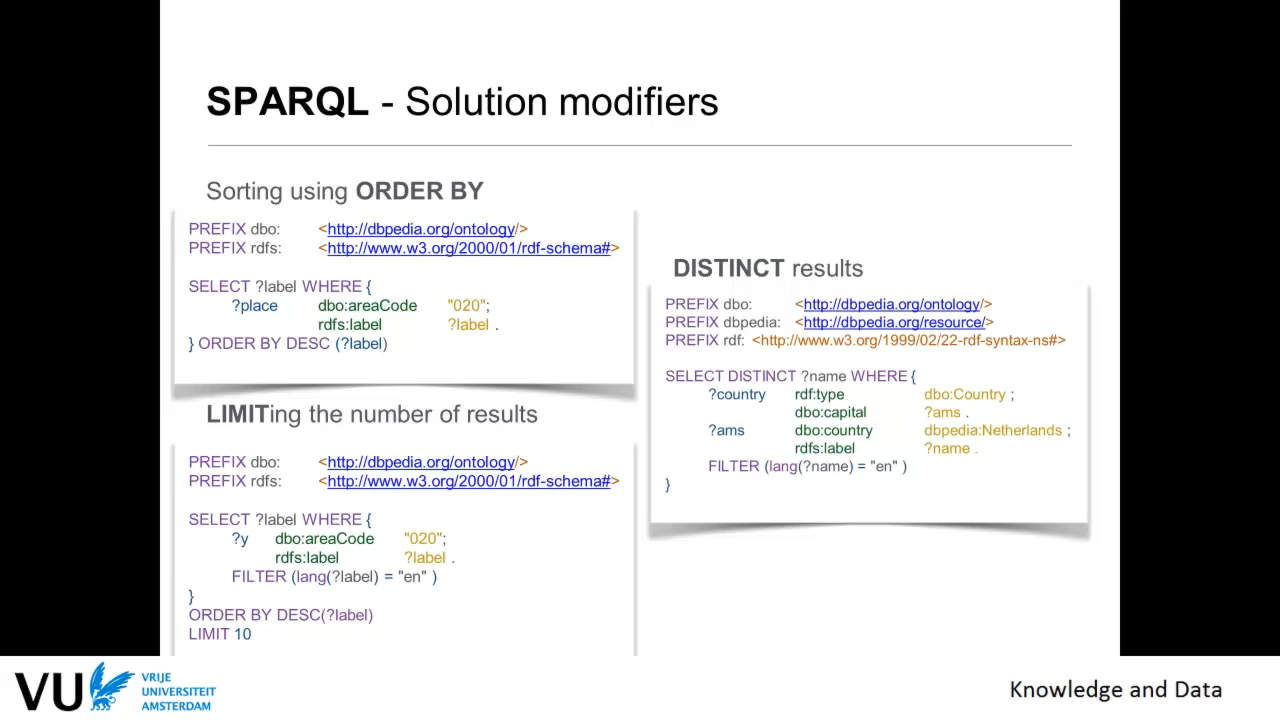 SPARQL - Solution modifiers
Sorting using ORDER BY
PREFIX dbo: <http://dbpedia.org/ontology/>
PREFIX rdfs: <http://www.w3.org/2000/01/rdf-schema#>
SELECT ?label WHERE {
?place dbo:areaCode "020";
rdfs:label ?label .
} ORDER BY DESC (?label)
LIMITing the number of results
PREFIX dbo: <http://dbpedia.org/ontology/>
PREFIX rdfs: <http://www.w3.org/2000/01/rdf-schema#>
SELECT ?label WHERE {
?y dbo:areaCode "020";
rdfs:label ?label .
FILTER (lang(?label) = "en" )
}
ORDER BY DESC(?label)
LIMIT 10
DISTINCT results
PREFIX dbo: <http://dbpedia.org/ontology/>
PREFIX dbpedia: <http://dbpedia.org/resource/>
PREFIX rdf: <http://www.w3.org/1999/02/22-rdf-syntax-ns#>
SELECT DISTINCT ?name WHERE {
?country rdf:type dbo:Country ;
dbo:capital ?ams .
?ams dbo:country dbpedia:Netherlands ;
rdfs:label ?name .
FILTER (lang(?name) = "en" )
}
VU VRIJE
UNIVERSITEIT
AMSTERDAM
Knowledge and Data